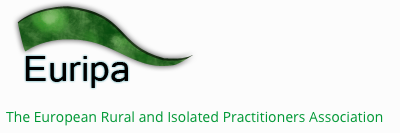 Euripa
The European Rural and Isolated Practitioners Association